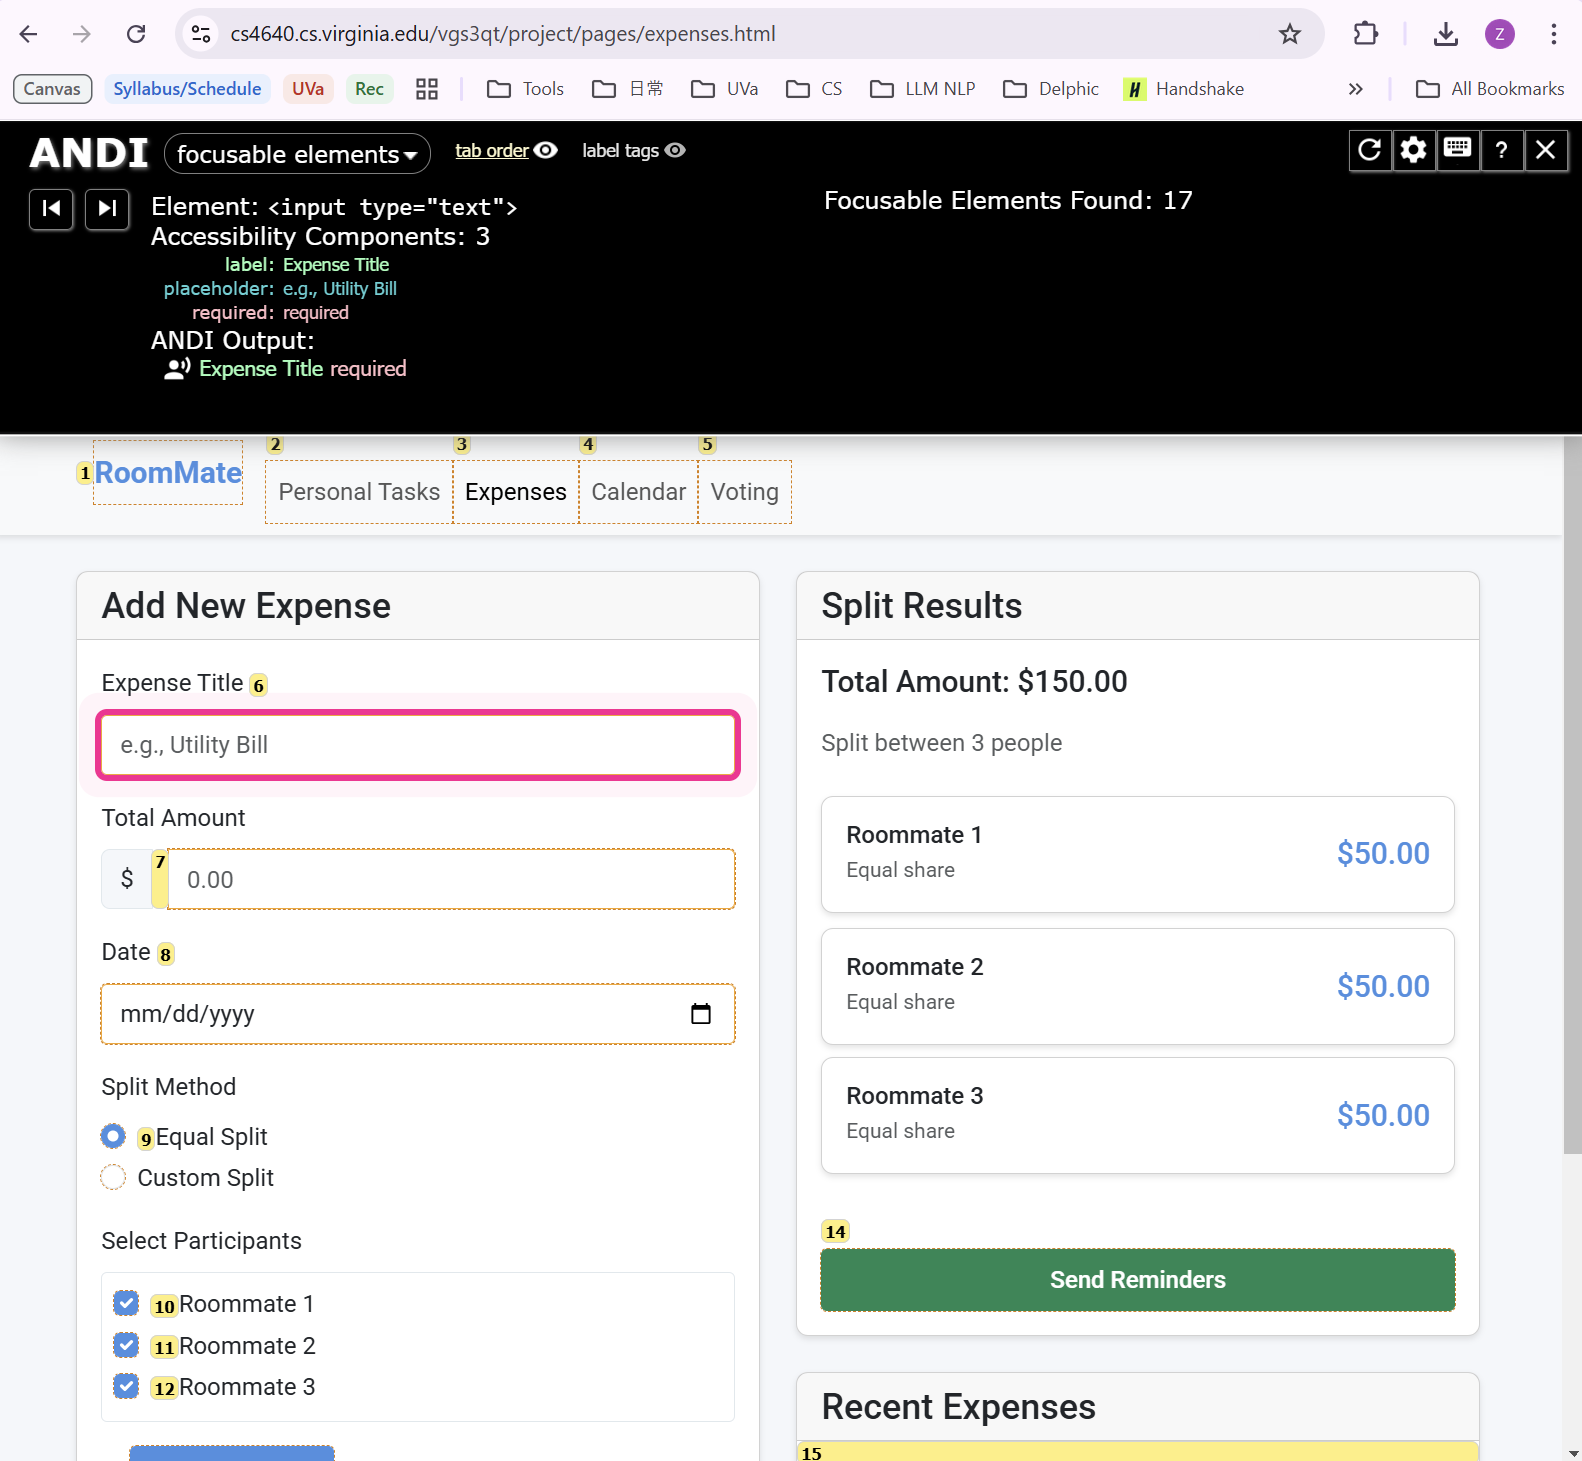 cs4640.cs.virginia.edu/vgs3qt/project/pages/expenses.html
Z
Canvas Syllabus/Schedule UVa Rec Tools 日常 UVa CS LLM NLP Delphic H Handshake » All Bookmarks
ANDI focusable elements tab order label tags ?
Element: <input type="text">
Focusable Elements Found: 17
Accessibility Components: 3
label: Expense Title
placeholder: e.g., Utility Bill
required: required
ANDI Output:
Expense Title required
1 RoomMate
2 Personal Tasks
3 Expenses
4 Calendar
5 Voting
Add New Expense
Expense Title 6
e.g., Utility Bill
Total Amount
$ 7 0.00
Date 8
mm/dd/yyyy
Split Method
9 Equal Split
Custom Split
Select Participants
10 Roommate 1
11 Roommate 2
12 Roommate 3
Split Results
Total Amount: $150.00
Split between 3 people
Roommate 1
Equal share
$50.00
Roommate 2
Equal share
$50.00
Roommate 3
Equal share
$50.00
14
Send Reminders
Recent Expenses
15